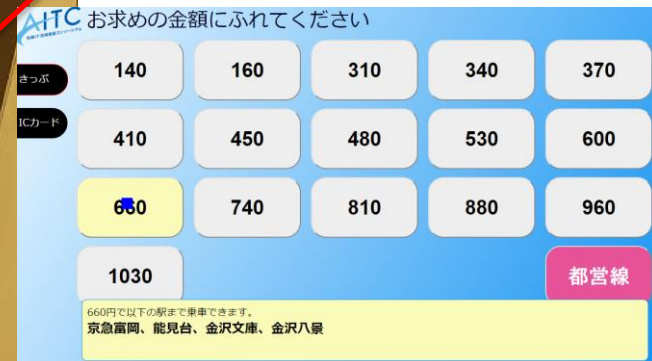 AITC お求めの金額にふれてください
きっぷ
140 160 310 340 370
ICカード
410 450 480 530 600
660 740 810 880 960
1030 都営線
660円で以下の駅まで乗車できます。
京急富岡、能見台、金沢文庫、金沢八景